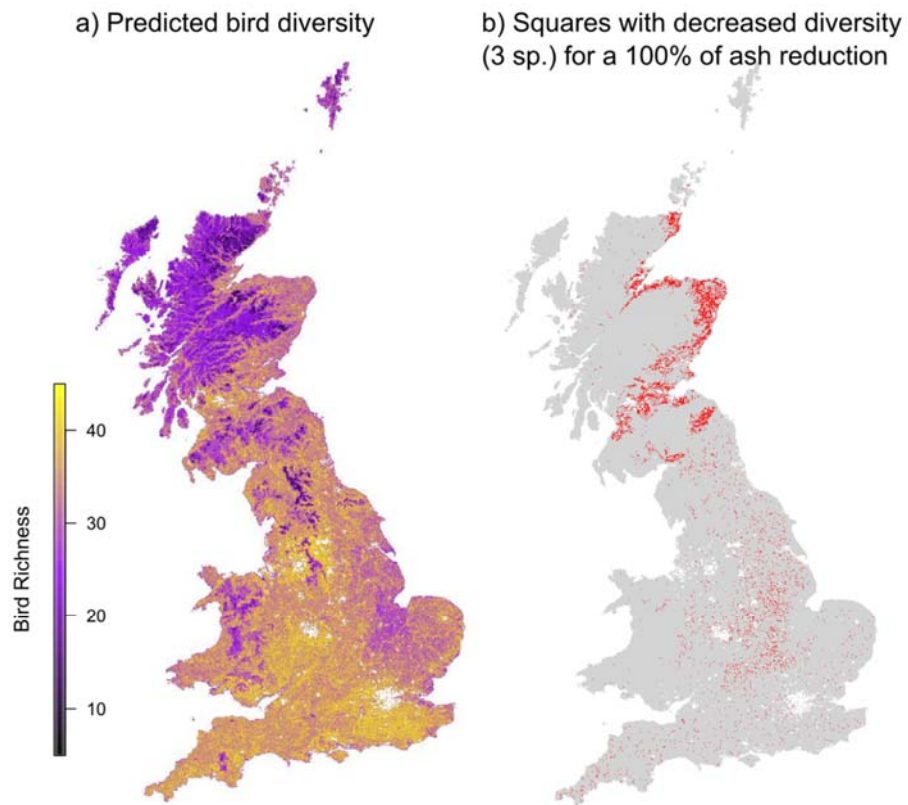 a) Predicted bird diversity
b) Squares with decreased diversity
(3 sp.) for a 100% of ash reduction
Bird Richness
40
30
20
10